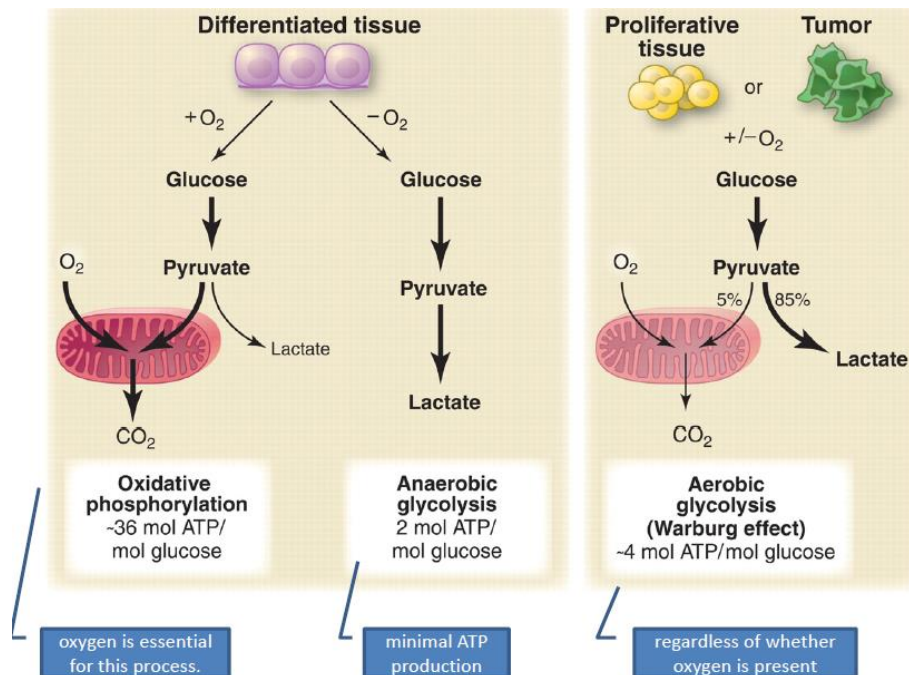 Differentiated tissue
+O₂
−O₂
Glucose
Pyruvate
O₂
Lactate
CO₂
Oxidative
phosphorylation
~36 mol ATP/
mol glucose
Glucose
Pyruvate
Lactate
Anaerobic
glycolysis
2 mol ATP/
mol glucose
Proliferative
tissue
or
Tumor
+/−O₂
Glucose
O₂
Pyruvate
5%
85%
Lactate
CO₂
Aerobic
glycolysis
(Warburg effect)
~4 mol ATP/mol glucose
oxygen is essential
for this process.
minimal ATP
production
regardless of whether
oxygen is present